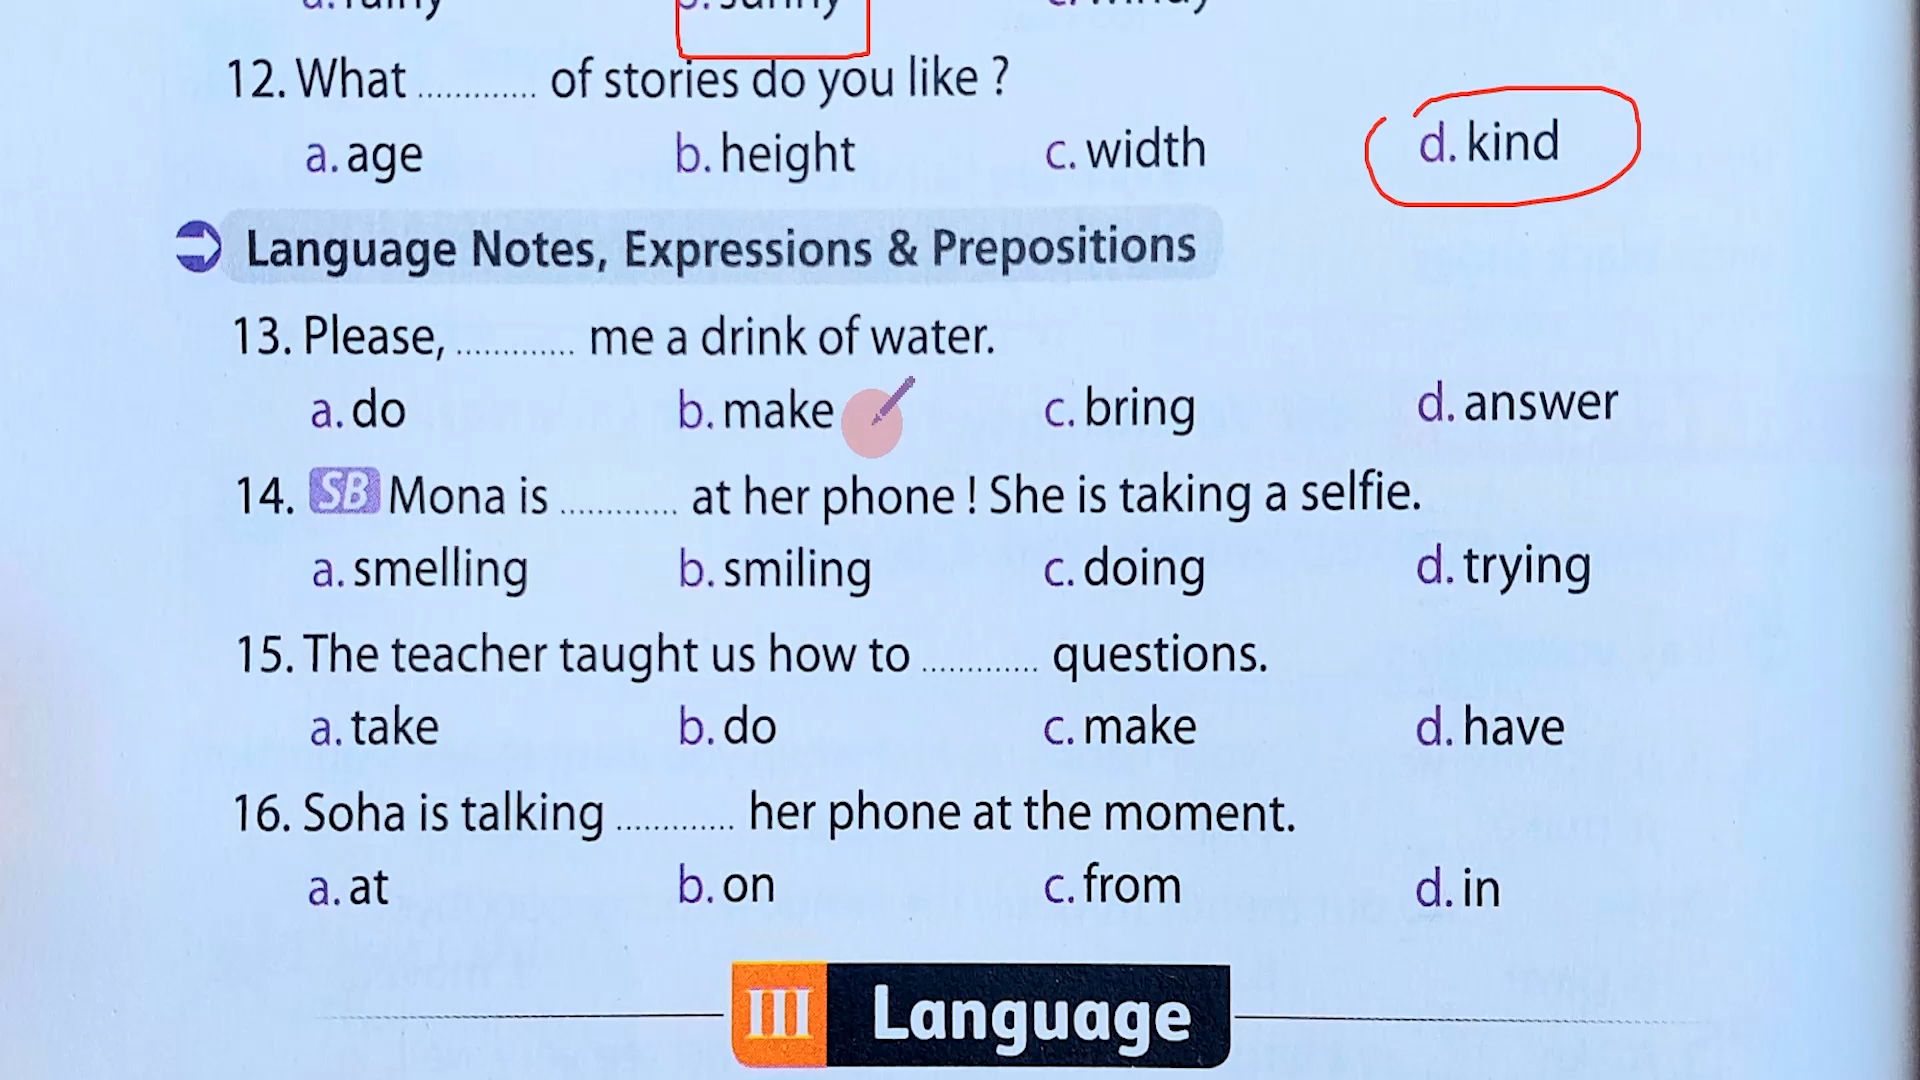 a. rainy b. sunny c. windy
12. What ............. of stories do you like ?
a. age b. height c. width d. kind
Language Notes, Expressions & Prepositions
13. Please, ............. me a drink of water.
a. do b. make c. bring d. answer
14. SB Mona is ............. at her phone ! She is taking a selfie.
a. smelling b. smiling c. doing d. trying
15. The teacher taught us how to ............. questions.
a. take b. do c. make d. have
16. Soha is talking ............. her phone at the moment.
a. at b. on c. from d. in
III Language